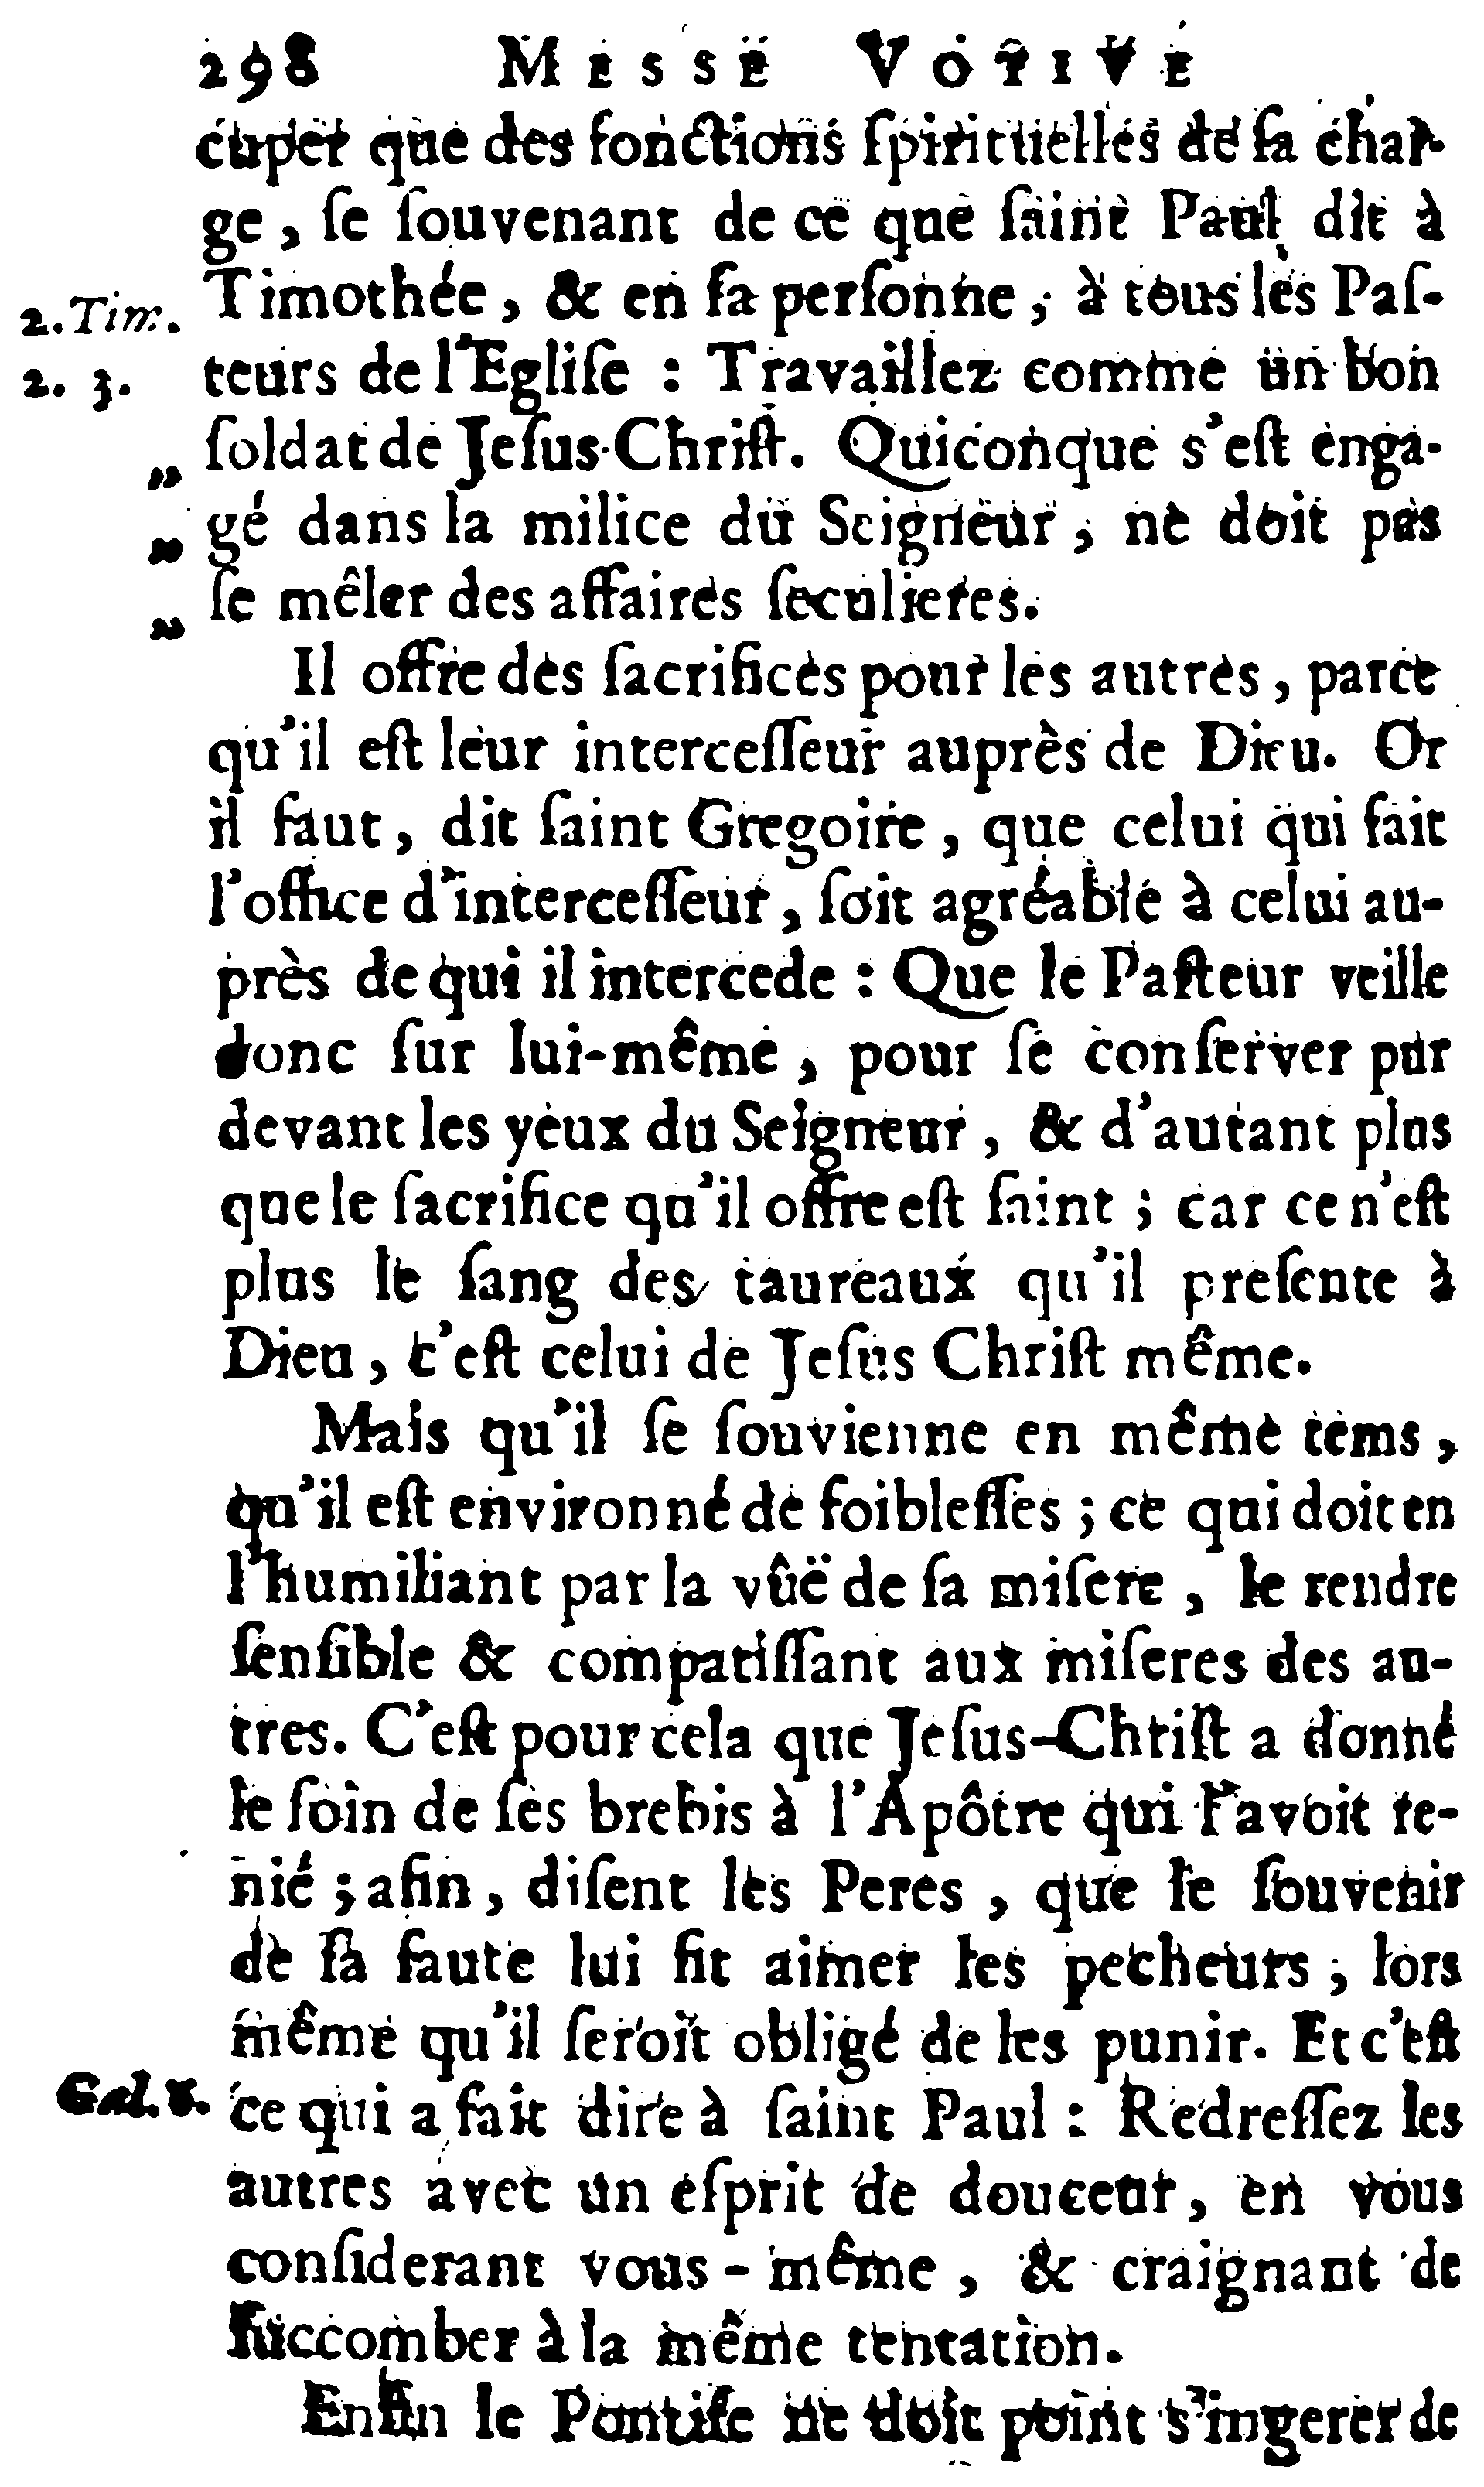 298 MESSE VOTIVE
cuper que des fonctions ſpirituelles de ſa char-
ge, ſe ſouvenant de ce que ſaint Paul dit à
2. Tim. Timothée, & en ſa perſonne, à tous les Paſ-
2. 3. teurs de l'Egliſe : Travaillez comme un bon
„ ſoldat de Jeſus-Chriſt. Quiconque s'eſt enga-
„ gé dans la milice du Seigneur, ne doit pas
„ ſe mêler des affaires ſeculieres.
Il offre des ſacrifices pour les autres, parce
qu'il eſt leur interceſſeur auprès de Dieu. Or
il faut, dit ſaint Gregoire, que celui qui fait
l'office d'interceſſeur, ſoit agréable à celui au-
près de qui il intercede : Que le Paſteur veille
donc ſur lui-même, pour ſe conſerver pur
devant les yeux du Seigneur, & d'autant plus
que le ſacrifice qu'il offre eſt ſaint ; car ce n'eſt
plus le ſang des taureaux qu'il preſente à
Dieu, c'eſt celui de Jeſus Chriſt même.
Mais qu'il ſe ſouvienne en même tems,
qu'il eſt environné de foibleſſes ; ce qui doit en
l'humiliant par la vûë de ſa miſere, le rendre
ſenſible & compatiſſant aux miſeres des au-
tres. C'eſt pour cela que Jeſus-Chriſt a donné
le ſoin de ſes brebis à l'Apôtre qui l'avoit re-
nié ; afin, diſent les Peres, que le ſouvenir
de ſa faute lui fit aimer les pecheurs, lors
même qu'il ſeroit obligé de les punir. Et c'eſt
Gal. ce qui a fait dire à ſaint Paul : Redreſſez les
autres avec un eſprit de douceur, en vous
conſiderant vous-même, & craignant de
ſuccomber à la même tentation.
Enfin le Pontife ne doit point s'ingerer de